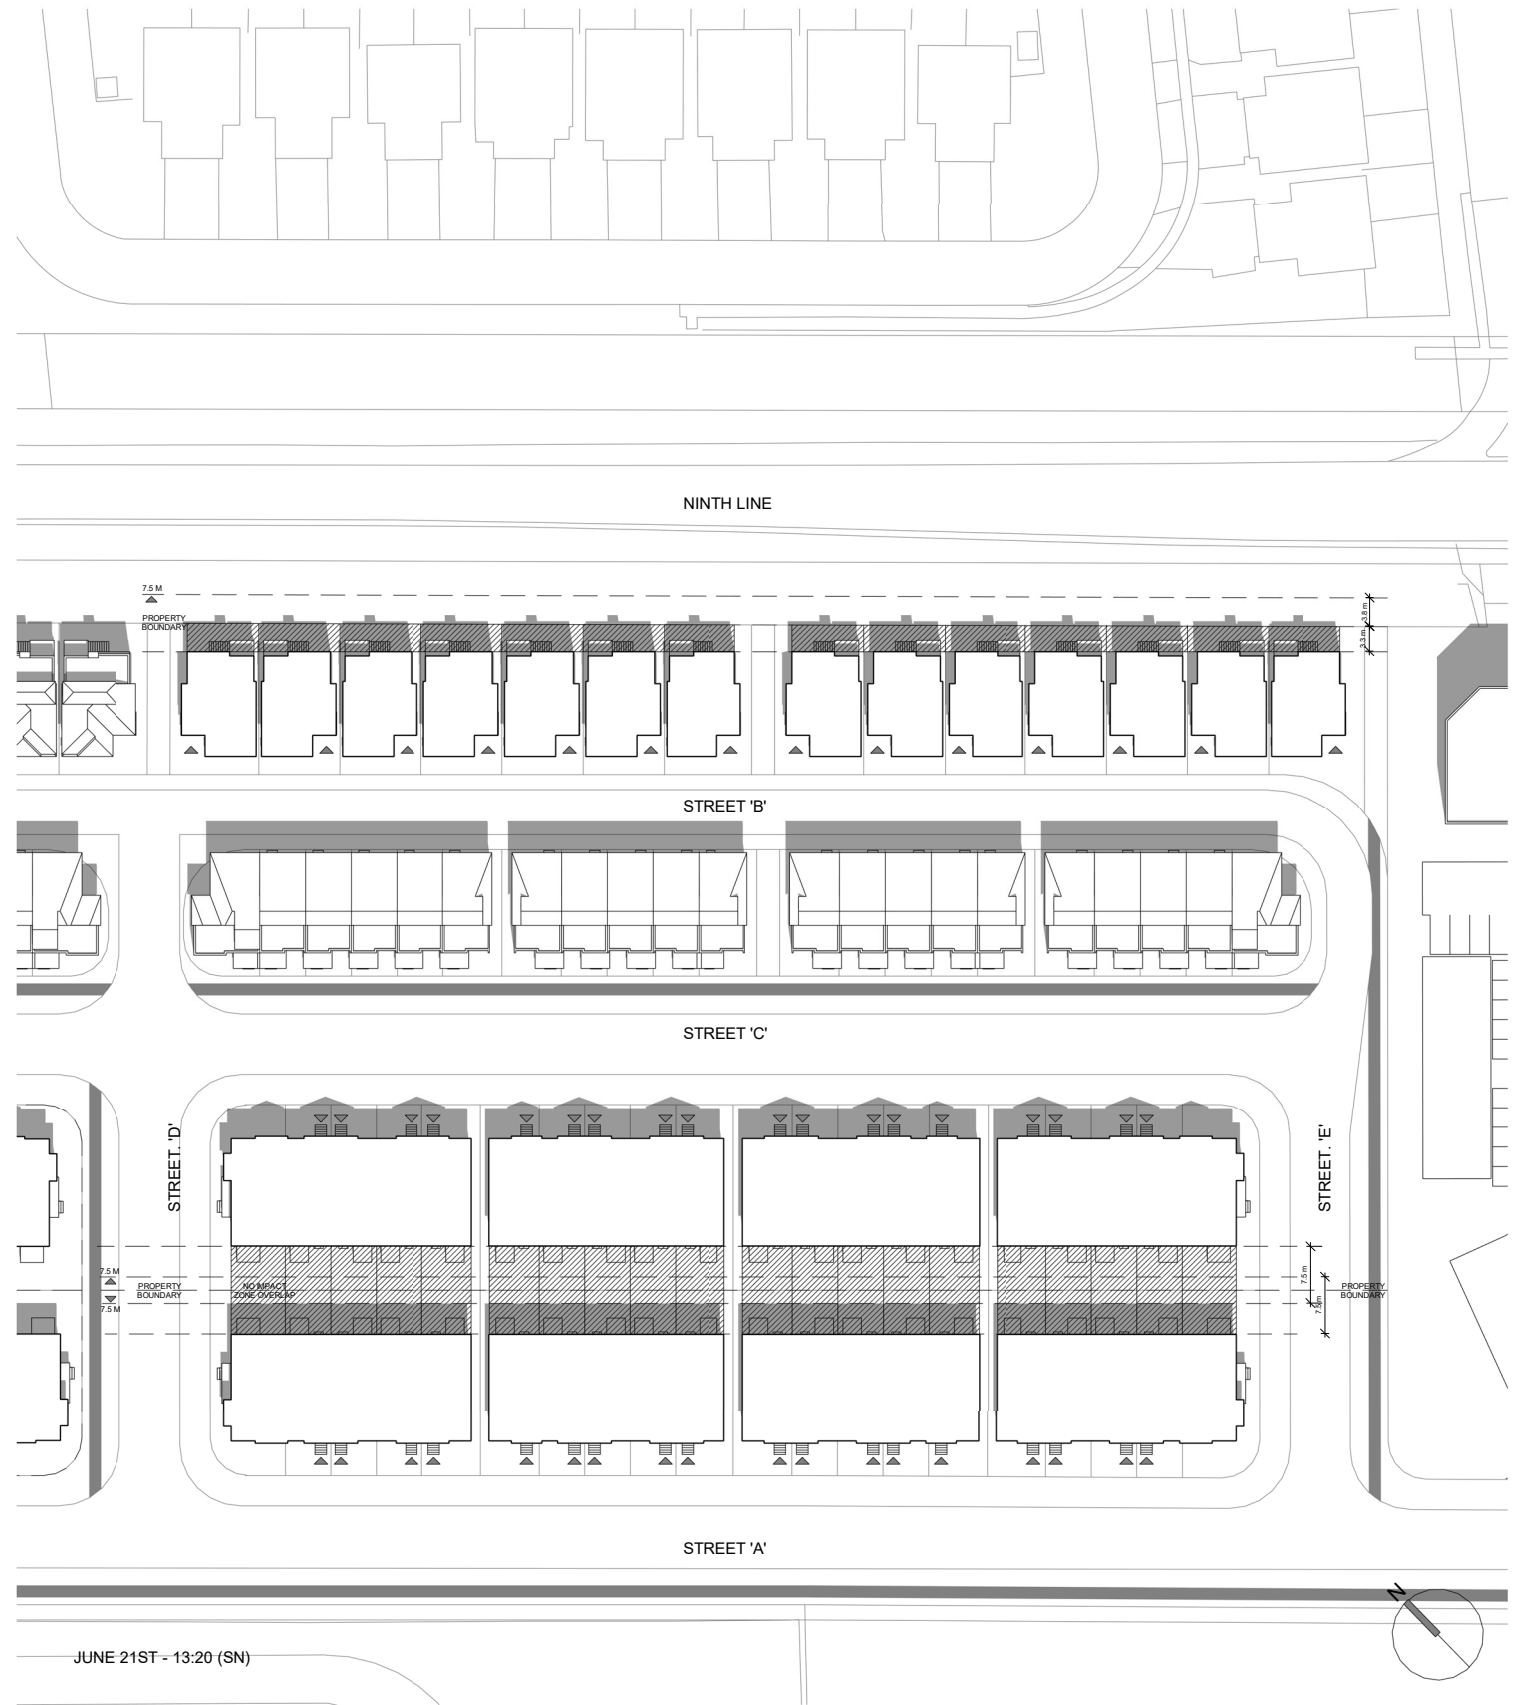 NINTH LINE
7.5 M
PROPERTY
BOUNDARY
3.8 m
3.3 m
STREET 'B'
STREET 'C'
STREET. 'D'
STREET. 'E'
7.5 M
PROPERTY
BOUNDARY
7.5 M
NO IMPACT
ZONE OVERLAP
7.5 m
7.5 m
PROPERTY
BOUNDARY
STREET 'A'
N
JUNE 21ST - 13:20 (SN)